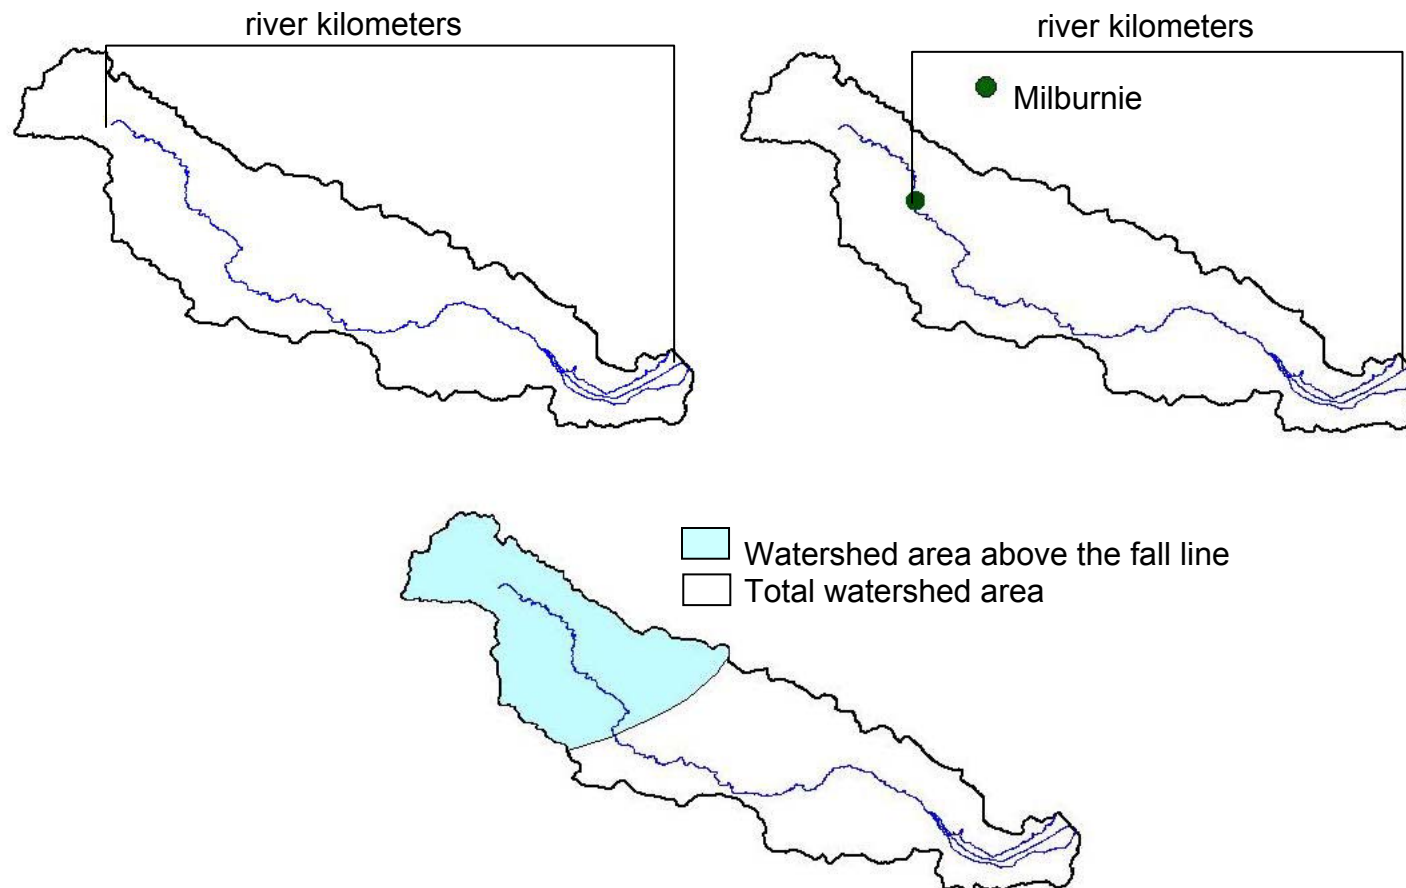 river kilometers
river kilometers
Milburnie
Watershed area above the fall line
Total watershed area